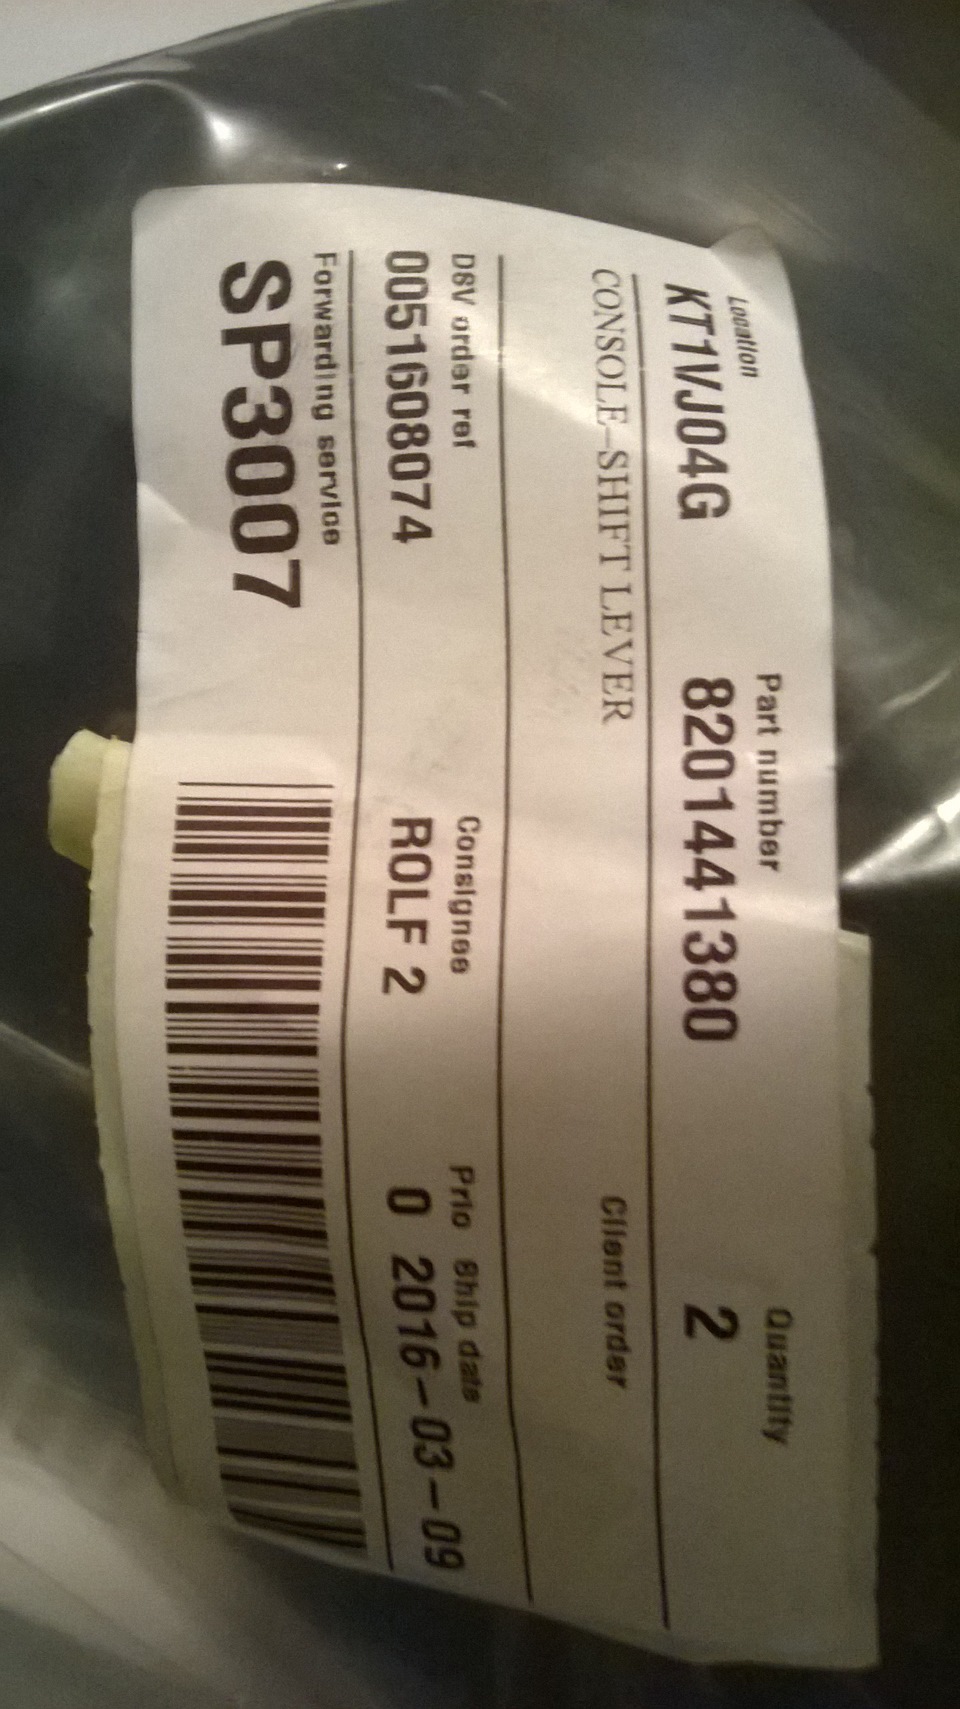 Location Part number Quantity
KT1VJ04G 8201441380 2
CONSOLE-SHIFT LEVER Client order
DSV order ref Consignee Prio Ship date
0051608074 ROLF 2 0 2016-03-09
Forwarding service
SP3007